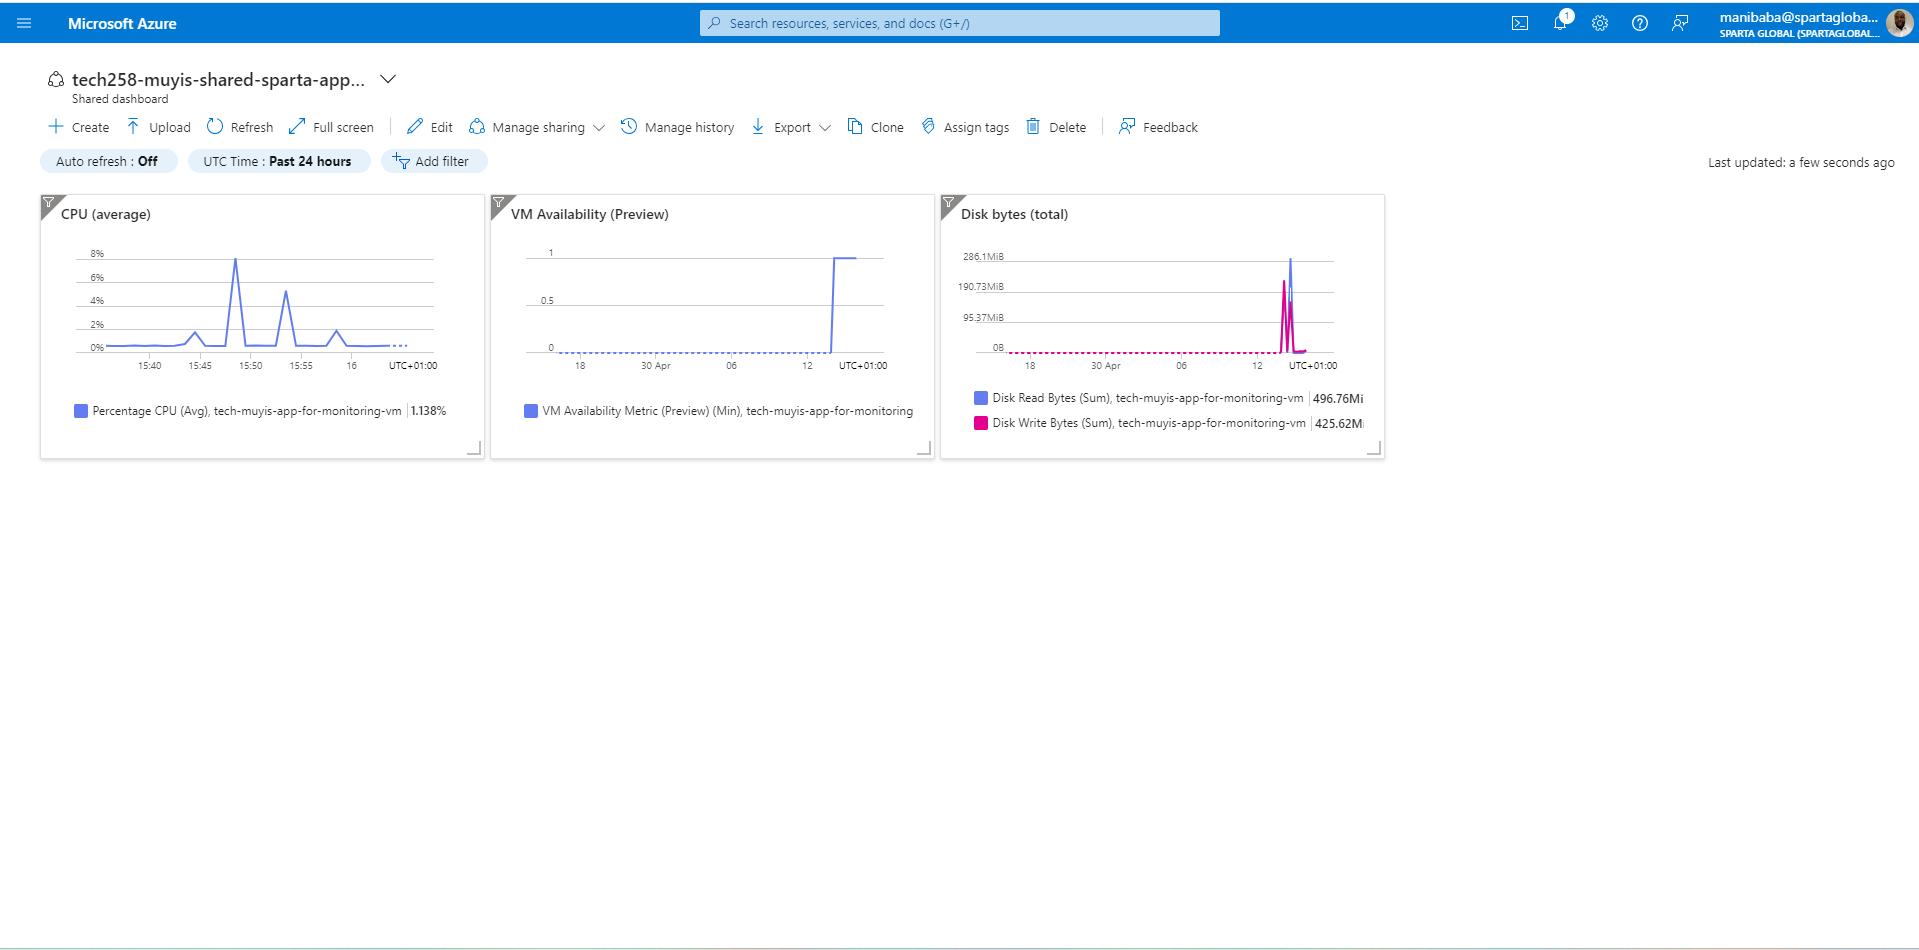 Microsoft Azure
Search resources, services, and docs (G+/)
1
manibaba@spartagloba...
SPARTA GLOBAL (SPARTAGLOBAL...
tech258-muyis-shared-sparta-app...
Shared dashboard
Create Upload Refresh Full screen Edit Manage sharing Manage history Export Clone Assign tags Delete Feedback
Auto refresh : Off UTC Time : Past 24 hours Add filter
Last updated: a few seconds ago
CPU (average)
8%
6%
4%
2%
0%
15:40 15:45 15:50 15:55 16 UTC+01:00
Percentage CPU (Avg), tech-muyis-app-for-monitoring-vm 1.138%
VM Availability (Preview)
1
0.5
0
18 30 Apr 06 12 UTC+01:00
VM Availability Metric (Preview) (Min), tech-muyis-app-for-monitoring
Disk bytes (total)
286.1MiB
190.73MiB
95.37MiB
0B
18 30 Apr 06 12 UTC+01:00
Disk Read Bytes (Sum), tech-muyis-app-for-monitoring-vm 496.76Mi
Disk Write Bytes (Sum), tech-muyis-app-for-monitoring-vm 425.62M